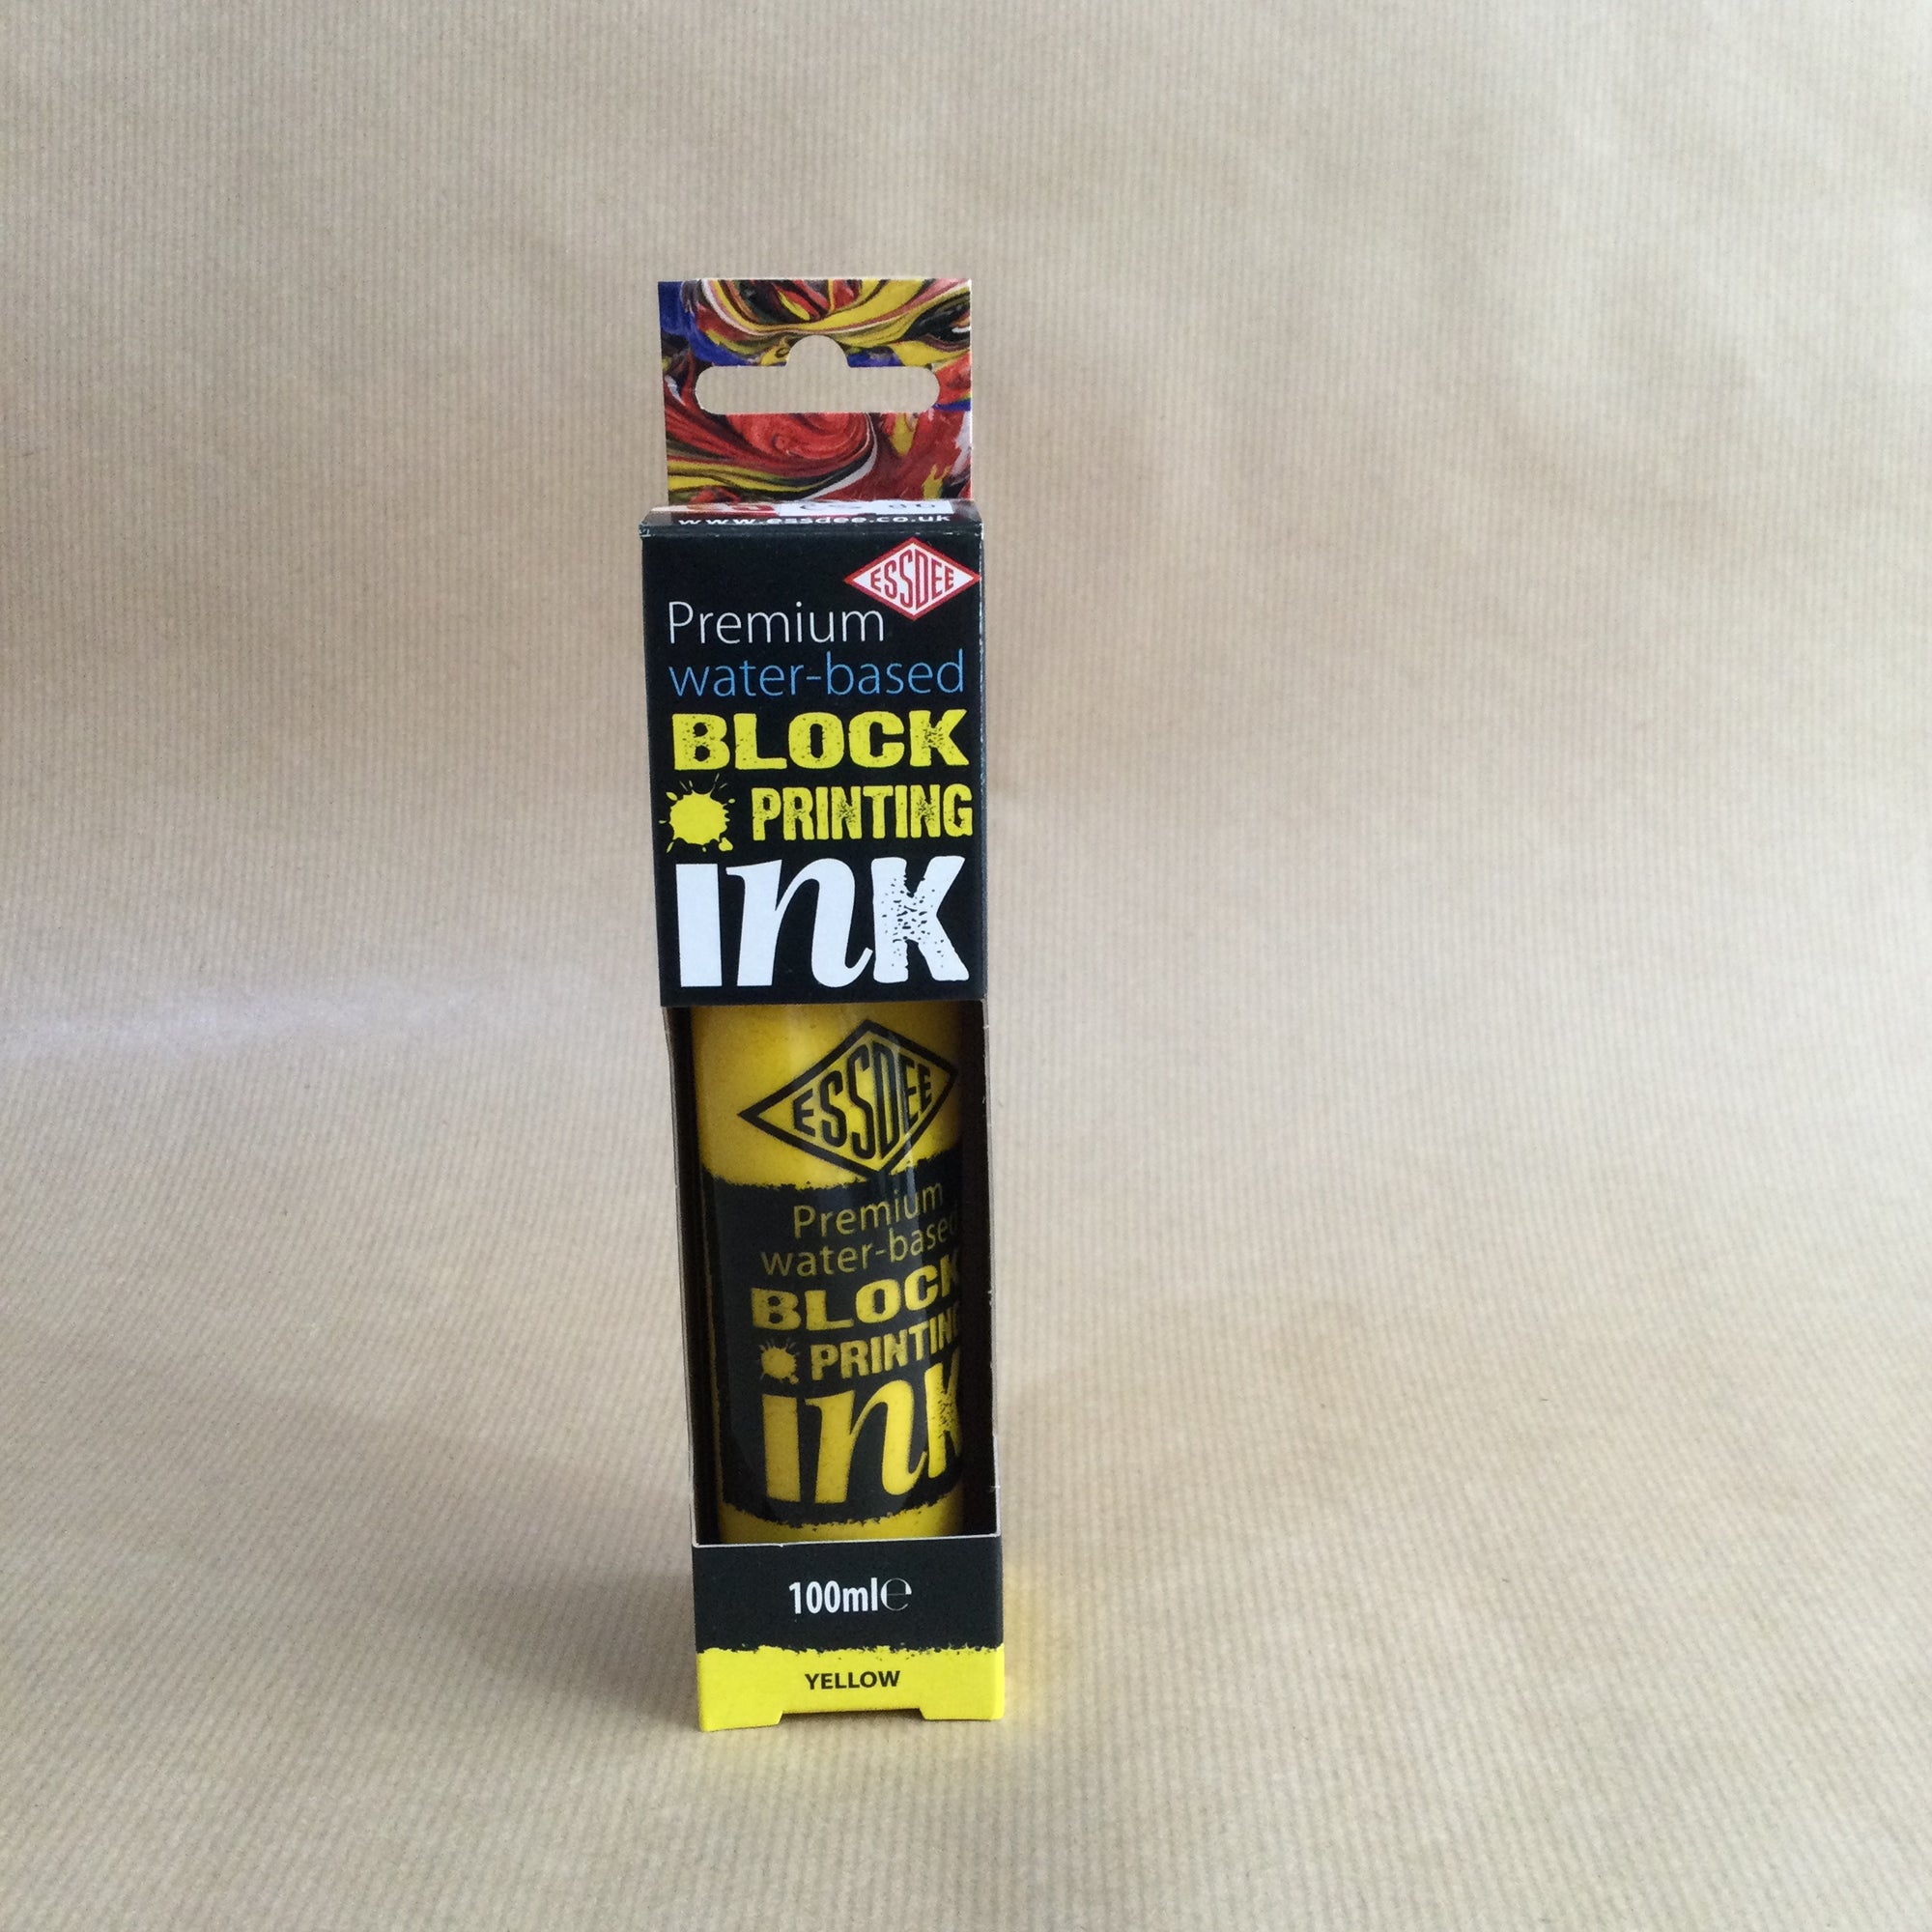 www.essdee.co.uk
ESSDEE
Premium
water-based
BLOCK
PRINTING
INK
ESSDEE
Premium
water-based
BLOCK
PRINTING
INK
100ml℮
YELLOW